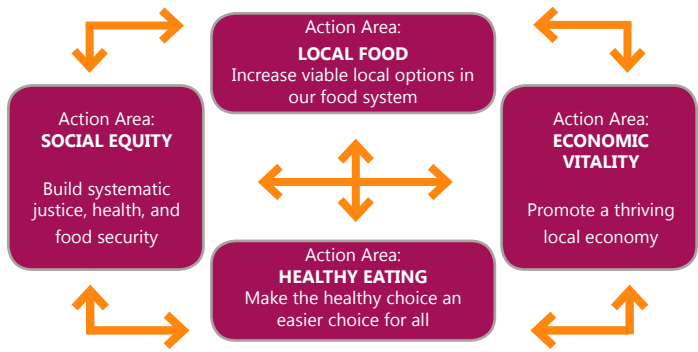 Action Area:
LOCAL FOOD
Increase viable local options in
our food system
Action Area:
SOCIAL EQUITY
Build systematic
justice, health, and
food security
Action Area:
ECONOMIC
VITALITY
Promote a thriving
local economy
Action Area:
HEALTHY EATING
Make the healthy choice an
easier choice for all